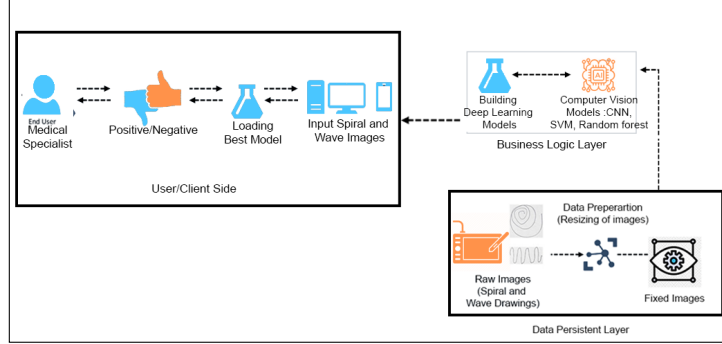 End User
Medical
Specialist
Positive/Negative
Loading
Best Model
Input Spiral and
Wave Images
User/Client Side
Building
Deep Learning
Models
AI
Computer Vision
Models :CNN,
SVM, Random forest
Business Logic Layer
Data Preperartion
(Resizing of images)
Raw Images
(Spiral and
Wave Drawings)
Fixed Images
Data Persistent Layer